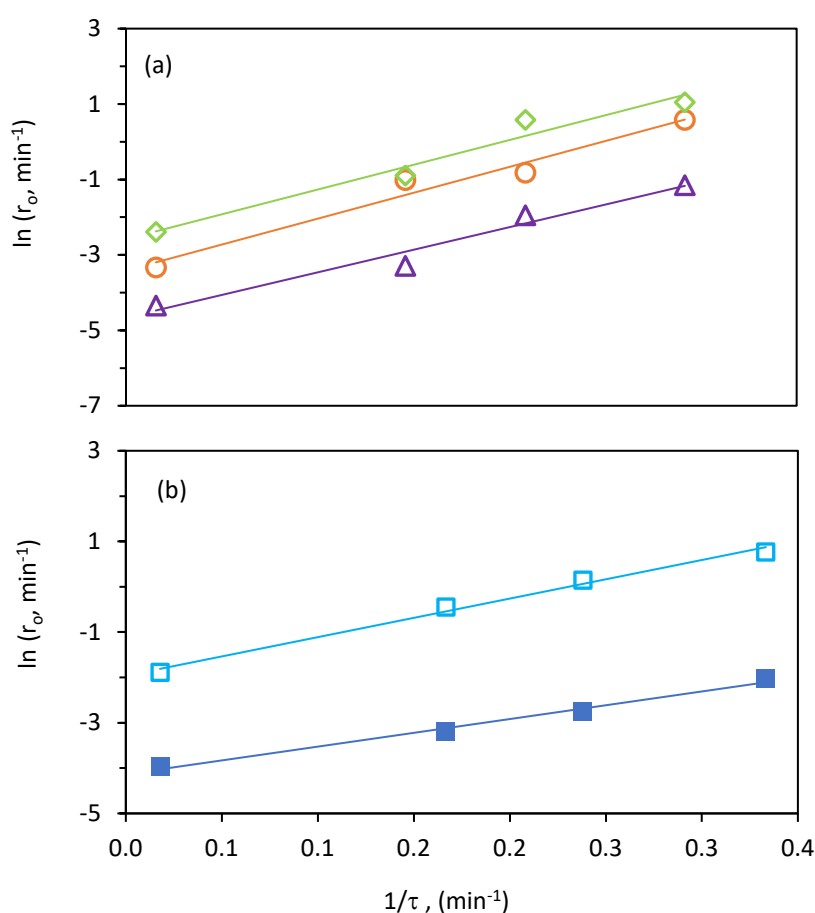 3
(a)
1
-1
-3
-5
-7
ln (rₒ, min⁻¹)
3
(b)
1
-1
-3
-5
ln (rₒ, min⁻¹)
0.0 0.1 0.1 0.2 0.2 0.3 0.3 0.4
1/τ , (min⁻¹)